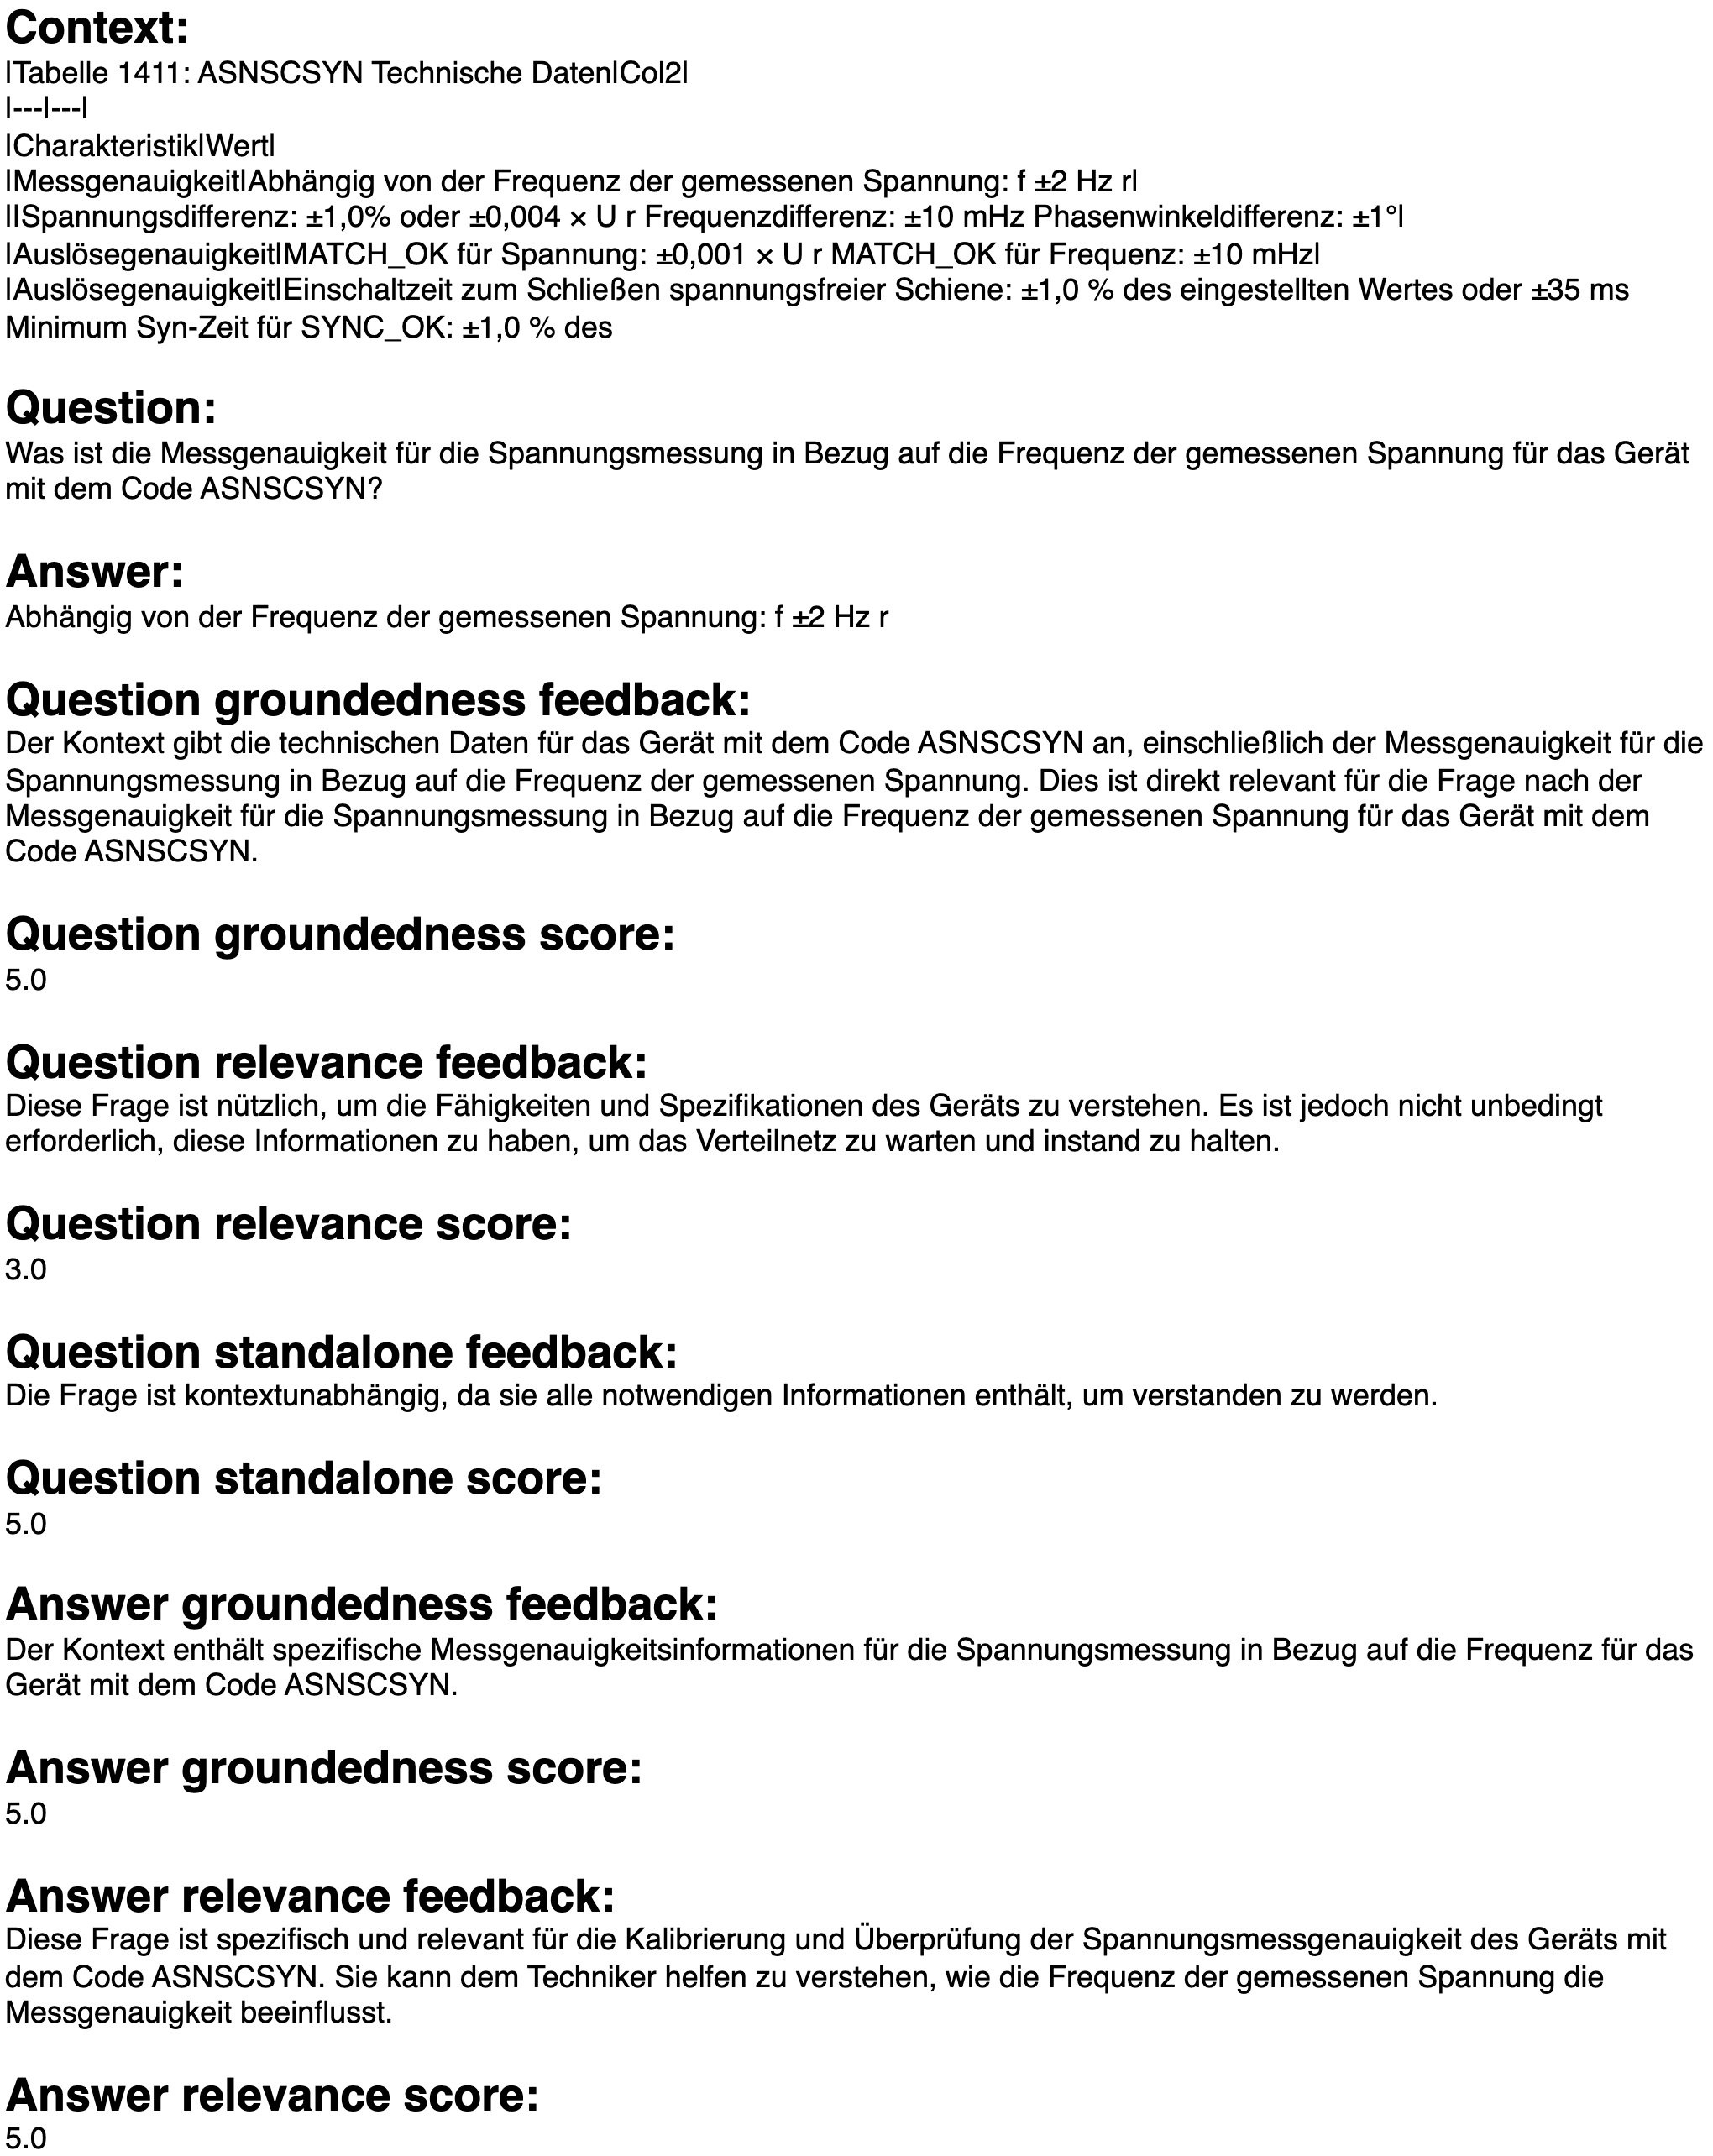 Context:
|Tabelle 1411: ASNSCSYN Technische Daten|Col2|
|---|---|
|Charakteristik|Wert|
|Messgenauigkeit|Abhängig von der Frequenz der gemessenen Spannung: f ±2 Hz r|
||Spannungsdifferenz: ±1,0% oder ±0,004 × U r Frequenzdifferenz: ±10 mHz Phasenwinkeldifferenz: ±1°|
|Auslösegenauigkeit|MATCH_OK für Spannung: ±0,001 × U r MATCH_OK für Frequenz: ±10 mHz|
|Auslösegenauigkeit|Einschaltzeit zum Schließen spannungsfreier Schiene: ±1,0 % des eingestellten Wertes oder ±35 ms
Minimum Syn-Zeit für SYNC_OK: ±1,0 % des
Question:
Was ist die Messgenauigkeit für die Spannungsmessung in Bezug auf die Frequenz der gemessenen Spannung für das Gerät
mit dem Code ASNSCSYN?
Answer:
Abhängig von der Frequenz der gemessenen Spannung: f ±2 Hz r
Question groundedness feedback:
Der Kontext gibt die technischen Daten für das Gerät mit dem Code ASNSCSYN an, einschließlich der Messgenauigkeit für die
Spannungsmessung in Bezug auf die Frequenz der gemessenen Spannung. Dies ist direkt relevant für die Frage nach der
Messgenauigkeit für die Spannungsmessung in Bezug auf die Frequenz der gemessenen Spannung für das Gerät mit dem
Code ASNSCSYN.
Question groundedness score:
5.0
Question relevance feedback:
Diese Frage ist nützlich, um die Fähigkeiten und Spezifikationen des Geräts zu verstehen. Es ist jedoch nicht unbedingt
erforderlich, diese Informationen zu haben, um das Verteilnetz zu warten und instand zu halten.
Question relevance score:
3.0
Question standalone feedback:
Die Frage ist kontextunabhängig, da sie alle notwendigen Informationen enthält, um verstanden zu werden.
Question standalone score:
5.0
Answer groundedness feedback:
Der Kontext enthält spezifische Messgenauigkeitsinformationen für die Spannungsmessung in Bezug auf die Frequenz für das
Gerät mit dem Code ASNSCSYN.
Answer groundedness score:
5.0
Answer relevance feedback:
Diese Frage ist spezifisch und relevant für die Kalibrierung und Überprüfung der Spannungsmessgenauigkeit des Geräts mit
dem Code ASNSCSYN. Sie kann dem Techniker helfen zu verstehen, wie die Frequenz der gemessenen Spannung die
Messgenauigkeit beeinflusst.
Answer relevance score:
5.0